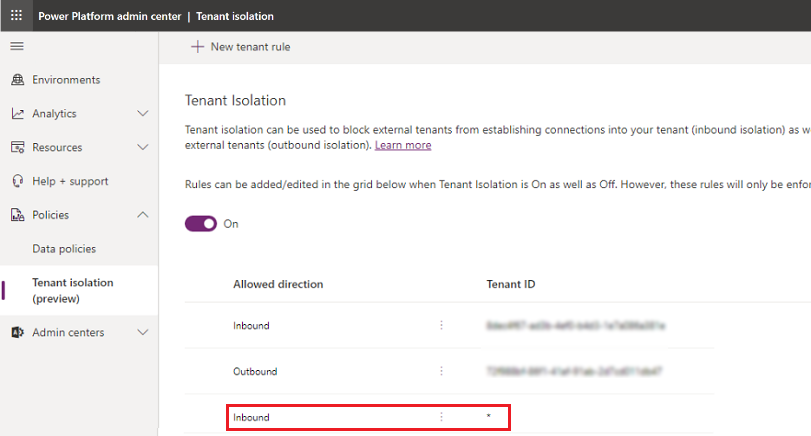 Power Platform admin center | Tenant isolation
New tenant rule
Environments
Analytics
Resources
Help + support
Policies
Data policies
Tenant isolation
(preview)
Admin centers
Tenant Isolation
Tenant isolation can be used to block external tenants from establishing connections into your tenant (inbound isolation) as
external tenants (outbound isolation). Learn more
Rules can be added/edited in the grid below when Tenant Isolation is On as well as Off. However, these rules will only be
On
Allowed direction Tenant ID
Inbound
Outbound
Inbound *